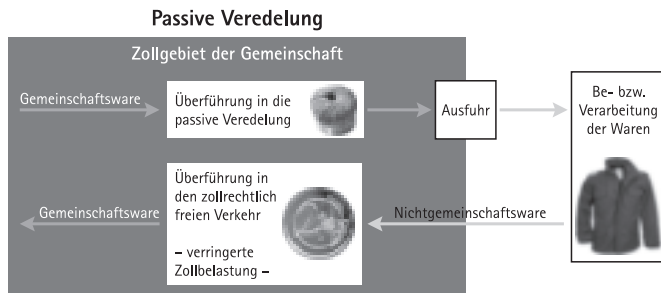 Passive Veredelung
Zollgebiet der Gemeinschaft
Gemeinschaftsware
Überführung in die
passive Veredelung
Ausfuhr
Be- bzw.
Verarbeitung
der Waren
Gemeinschaftsware
Überführung in
den zollrechtlich
freien Verkehr
– verringerte
Zollbelastung –
Nichtgemeinschaftsware